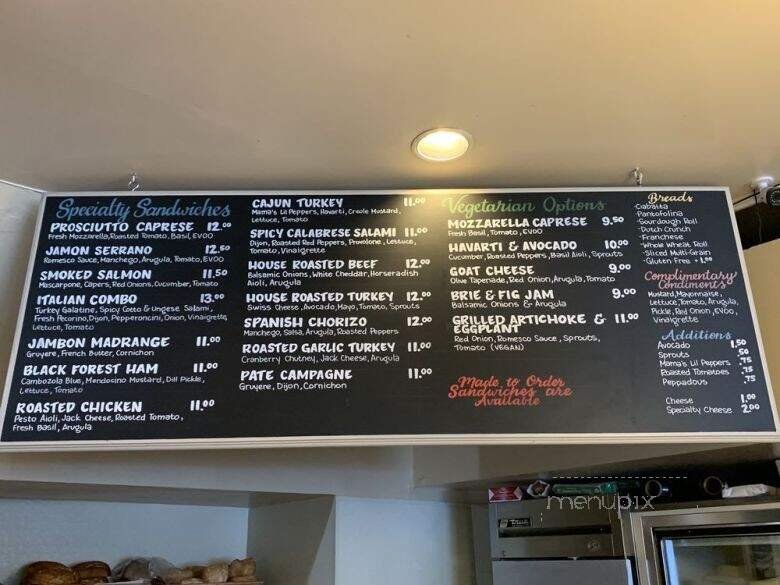 Specialty Sandwiches
PROSCIUTTO CAPRESE 12.00
Fresh Mozzarella, Roasted Tomato, Basil, EVOO
JAMON SERRANO 12.50
Romesco Sauce, Manchego, Arugula, Tomato, EVOO
SMOKED SALMON 11.50
Mascarpone, Capers, Red Onions, Cucumber, Tomato
ITALIAN COMBO 13.00
Turkey Galatine, Spicy Coto & Ungese Salami,
Fresh Pecorino, Dijon, Pepperoncini, Onion, Vinaigrette,
Lettuce, Tomato
JAMBON MADRANGE 11.00
Gruyere, French Butter, Cornichon
BLACK FOREST HAM 11.00
Cambozola Blue, Mendocino Mustard, Dill Pickle,
Lettuce, Tomato
ROASTED CHICKEN 11.00
Pesto Aioli, Jack Cheese, Roasted Tomato,
Fresh Basil, Arugula
CAJUN TURKEY 11.00
Mama's Lil Peppers, Havarti, Creole Mustard,
Lettuce, Tomato
SPICY CALABRESE SALAMI 11.00
Dijon, Roasted Red Peppers, Provolone, Lettuce,
Tomato, Vinaigrette
HOUSE ROASTED BEEF 12.00
Balsamic Onions, White Cheddar, Horseradish
Aioli, Arugula
HOUSE ROASTED TURKEY 12.00
Swiss Cheese, Avocado, Mayo, Tomato, Sprouts
SPANISH CHORIZO 12.00
Manchego, Salsa, Arugula, Roasted Peppers
ROASTED GARLIC TURKEY 11.00
Cranberry Chutney, Jack Cheese, Arugula
PATE CAMPAGNE 11.00
Gruyere, Dijon, Cornichon
Vegetarian Options
MOZZARELLA CAPRESE 9.50
Fresh Basil, Tomato, EVOO
HAVARTI & AVOCADO 10.00
Cucumber, Roasted Peppers, Basil Aioli, Sprouts
GOAT CHEESE 9.00
Olive Tapenade, Red Onion, Arugula, Tomato
BRIE & FIG JAM 9.00
Balsamic Onions & Arugula
GRILLED ARTICHOKE & 11.00
EGGPLANT
Red Onion, Romesco Sauce, Sprouts,
Tomato (VEGAN)
Made to Order
Sandwiches are
Available
Breads
-Ciabatta
-Pantofolina
-Sourdough Roll
-Dutch Crunch
-Franchese
-Whole Wheat Roll
-Sliced Multi-Grain
-Gluten Free +1.00
Complimentary
Condiments
Mustard, Mayonnaise,
Lettuce, Tomato, Arugula,
Pickle, Red Onion, EVOO,
Vinaigrette
Additions
Avocado 1.50
Sprouts .50
Mama's Lil Peppers .75
Roasted Tomatoes .75
Peppadous .75
Cheese 1.00
Specialty Cheese 2.00
menupix
True